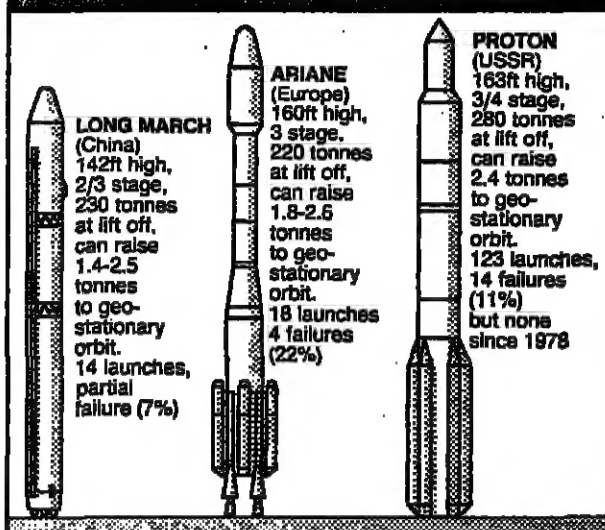 LONG MARCH
(China)
142ft high,
2/3 stage,
230 tonnes
at lift off,
can raise
1.4-2.5
tonnes
to geo-
stationary
orbit.
14 launches,
partial
failure (7%)
ARIANE
(Europe)
160ft high,
3 stage,
220 tonnes
at lift off,
can raise
1.8-2.6
tonnes
to geo-
stationary
orbit.
18 launches
4 failures
(22%)
PROTON
(USSR)
163ft high,
3/4 stage,
280 tonnes
at lift off,
can raise
2.4 tonnes
to geo-
stationary
orbit.
123 launches,
14 failures
(11%)
but none
since 1978